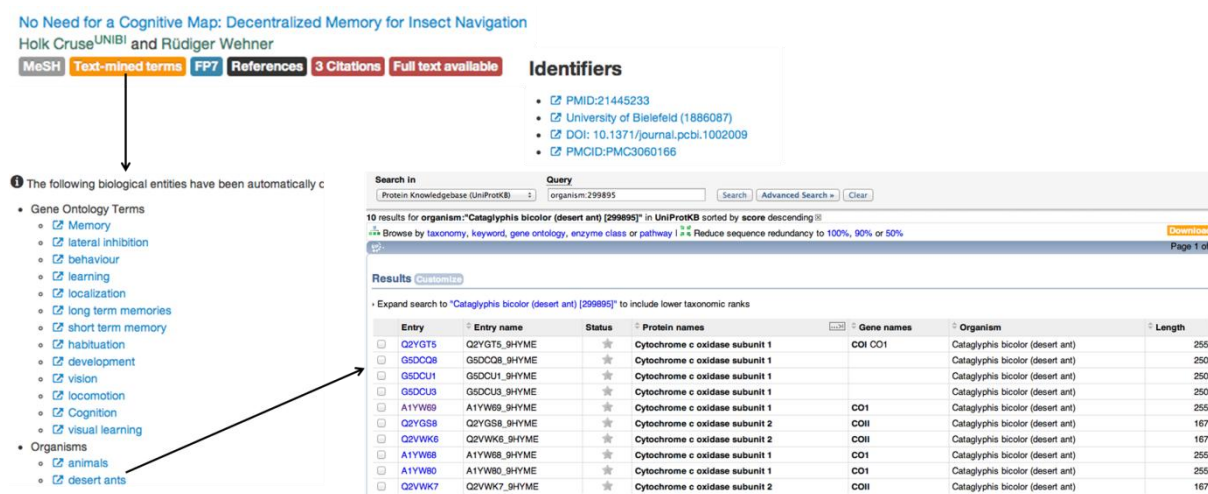 No Need for a Cognitive Map: Decentralized Memory for Insect Navigation
Holk Cruse UNIBI and Rüdiger Wehner
MeSH Text-mined terms FP7 References 3 Citations Full text available
Identifiers
PMID:21445233
University of Bielefeld (1886087)
DOI: 10.1371/journal.pcbi.1002009
PMCID:PMC3060166
The following biological entities have been automatically c
Gene Ontology Terms
Memory
lateral inhibition
behaviour
learning
localization
long term memories
short term memory
habituation
development
vision
locomotion
Cognition
visual learning
Organisms
animals
desert ants
Search in Query
Protein Knowledgebase (UniProtKB) organism:299895 Search Advanced Search » Clear
10 results for organism:"Cataglyphis bicolor (desert ant) [299895]" in UniProtKB sorted by score descending
Browse by taxonomy, keyword, gene ontology, enzyme class or pathway | Reduce sequence redundancy to 100%, 90% or 50% Download
Page 1 of
Results Customize
Expand search to "Cataglyphis bicolor (desert ant) [299895]" to include lower taxonomic ranks
Entry Entry name Status Protein names Gene names Organism Length
Q2YGT5 Q2YGT5_9HYME Cytochrome c oxidase subunit 1 COI CO1 Cataglyphis bicolor (desert ant) 255
G5DCQ8 G5DCQ8_9HYME Cytochrome c oxidase subunit 1 Cataglyphis bicolor (desert ant) 250
G5DCU1 G5DCU1_9HYME Cytochrome c oxidase subunit 1 Cataglyphis bicolor (desert ant) 250
G5DCU3 G5DCU3_9HYME Cytochrome c oxidase subunit 1 Cataglyphis bicolor (desert ant) 250
A1YW69 A1YW69_9HYME Cytochrome c oxidase subunit 1 CO1 Cataglyphis bicolor (desert ant) 255
Q2YGS8 Q2YGS8_9HYME Cytochrome c oxidase subunit 2 COII Cataglyphis bicolor (desert ant) 167
Q2VWK6 Q2VWK6_9HYME Cytochrome c oxidase subunit 2 COII Cataglyphis bicolor (desert ant) 167
A1YW68 A1YW68_9HYME Cytochrome c oxidase subunit 1 CO1 Cataglyphis bicolor (desert ant) 255
A1YW80 A1YW80_9HYME Cytochrome c oxidase subunit 1 CO1 Cataglyphis bicolor (desert ant) 255
Q2VWK7 Q2VWK7_9HYME Cytochrome c oxidase subunit 2 COII Cataglyphis bicolor (desert ant) 167